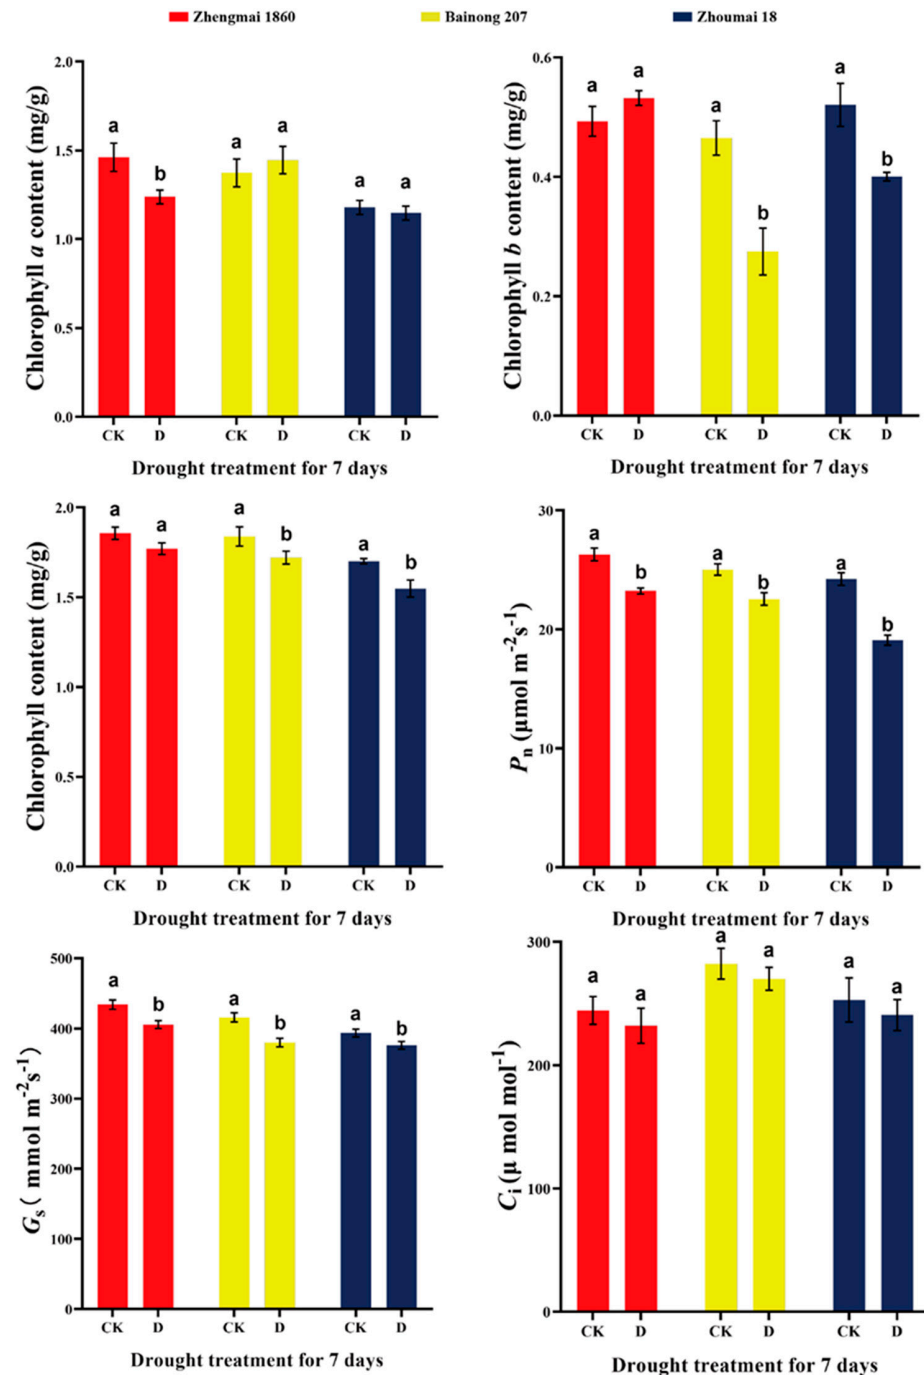 Zhengmai 1860 Bainong 207 Zhoumai 18
Chlorophyll a content (mg/g)
2.0
1.5
1.0
0.5
0.0
a b a a a a
CK D CK D CK D
Drought treatment for 7 days
Chlorophyll b content (mg/g)
0.6
0.4
0.2
0.0
a a a b a b
CK D CK D CK D
Drought treatment for 7 days
Chlorophyll content (mg/g)
2.0
1.5
1.0
0.5
0.0
a a a b a b
CK D CK D CK D
Drought treatment for 7 days
Pn (μmol m⁻²s⁻¹)
30
20
10
0
a b a b a b
CK D CK D CK D
Drought treatment for 7 days
Gs ( mmol m⁻²s⁻¹)
500
400
300
200
100
0
a b a b a b
CK D CK D CK D
Drought treatment for 7 days
Ci (μ mol mol⁻¹)
300
200
100
0
a a a a a a
CK D CK D CK D
Drought treatment for 7 days